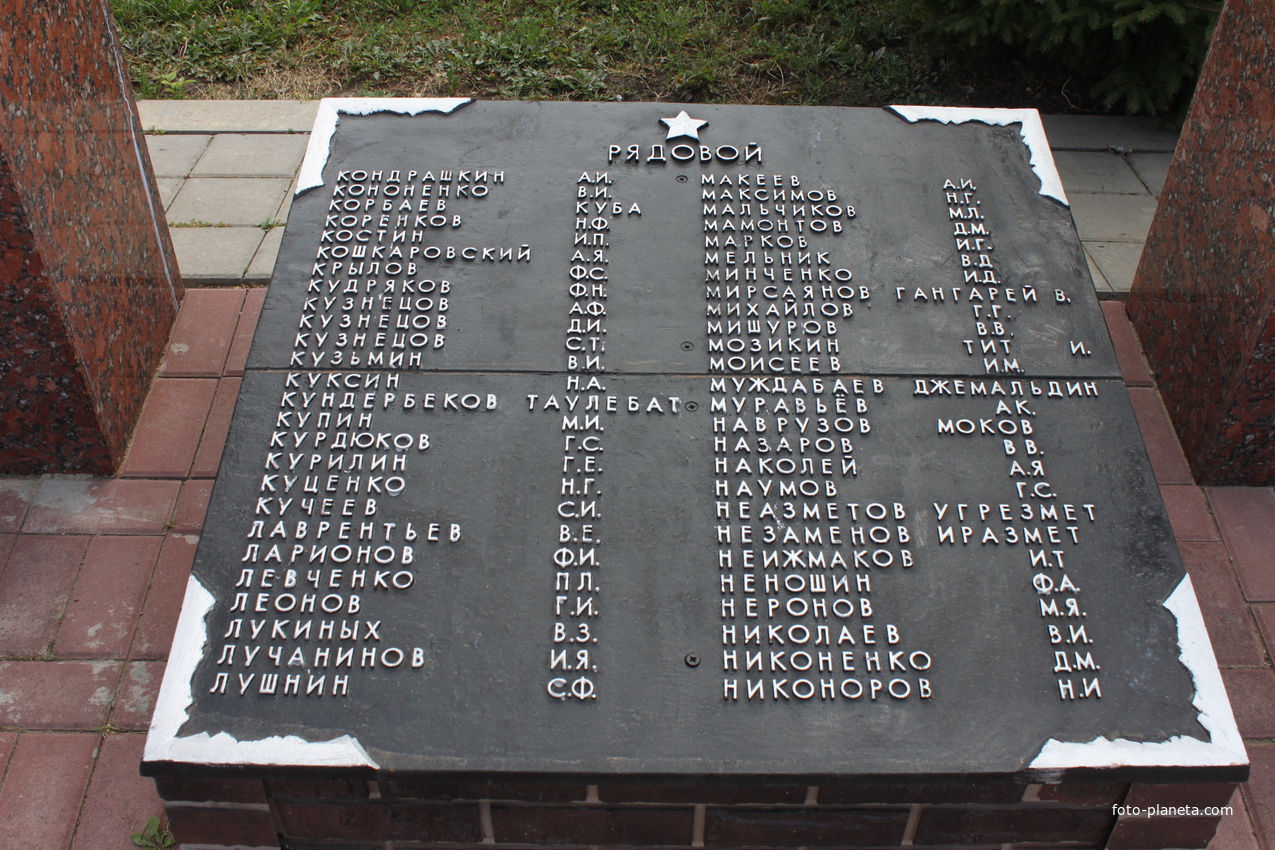 РЯДОВОЙ
КОНДРАШКИН А.И.
КОНОНЕНКО В.И.
КОРБАЕВ КУБА
КОРЕНКОВ Н.Ф.
КОСТИН И.П.
КОШКАРОВСКИЙ А.Я.
КРЫЛОВ Ф.С.
КУДРЯКОВ Ф.Н.
КУЗНЕЦОВ А.Ф.
КУЗНЕЦОВ Д.И.
КУЗНЕЦОВ С.Т.
КУЗЬМИН В.И.
КУКСИН Н.А.
КУНДЕРБЕКОВ ТАУЛЕБАТ
КУПИН М.И.
КУРДЮКОВ Г.С.
КУРИЛИН Г.Е.
КУЦЕНКО Н.Г.
КУЧЕЕВ С.И.
ЛАВРЕНТЬЕВ В.Е.
ЛАРИОНОВ Ф.И.
ЛЕВЧЕНКО П.Л.
ЛЕОНОВ Г.И.
ЛУКИНЫХ В.З.
ЛУЧАНИНОВ И.Я.
ЛУШНИН С.Ф.
МАКЕЕВ А.И.
МАКСИМОВ Н.Г.
МАЛЬЧИКОВ М.Л.
МАМОНТОВ Д.М.
МАРКОВ И.Г.
МЕЛЬНИК В.Д
МИНЧЕНКО И.Д.
МИРСАЯНОВ ГАНГАРЕЙ В.
МИХАЙЛОВ Г.Г.
МИШУРОВ В.В.
МОЗИКИН ТИТ И.
МОИСЕЕВ И.М.
МУЖДАБАЕВ ДЖЕМАЛЬДИН
МУРАВЬЁВ А.К.
НАВРУЗОВ МОКОВ
НАЗАРОВ В.В.
НАКОЛЕЙ А.Я
НАУМОВ Г.С.
НЕАЗМЕТОВ УГРЕЗМЕТ
НЕЗАМЕНОВ ИРАЗМЕТ
НЕИЖМАКОВ И.Т
НЕНОШИН Ф.А.
НЕРОНОВ М.Я.
НИКОЛАЕВ В.И.
НИКОНЕНКО Д.М.
НИКОНОРОВ Н.И
foto-planeta.com